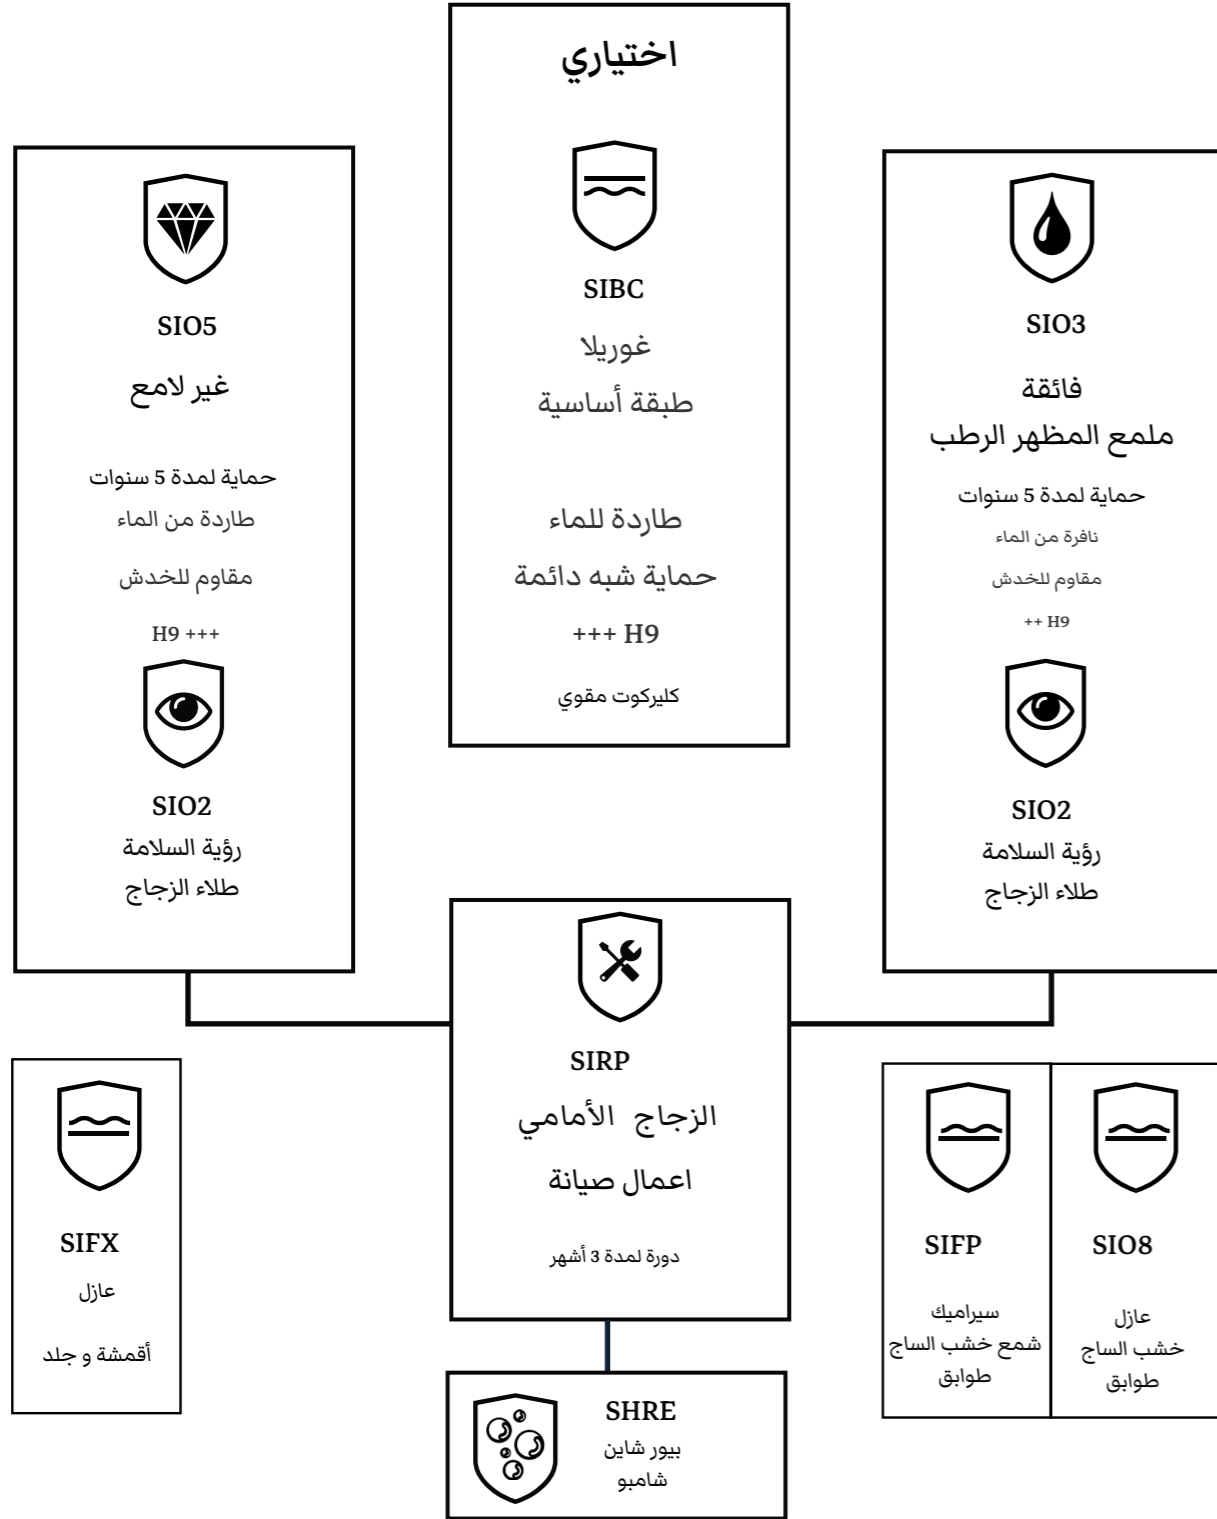 اختياري
SIBC
غوريلا
طبقة أساسية
طاردة للماء
حماية شبه دائمة
+++ H9
كليركوت مقوي
SIO3
فائقة
ملمع المظهر الرطب
حماية لمدة 5 سنوات
نافرة من الماء
مقاوم للخدش
++ H9
SIO2
رؤية السلامة
طلاء الزجاج
SIO5
غير لامع
حماية لمدة 5 سنوات
طاردة من الماء
مقاوم للخدش
H9 +++
SIO2
رؤية السلامة
طلاء الزجاج
SIRP
الزجاج الأمامي
اعمال صيانة
دورة لمدة 3 أشهر
SIO8
عازل
خشب الساج
طوابق
SIFP
سيراميك
شمع خشب الساج
طوابق
SIFX
عازل
أقمشة و جلد
SHRE
بيور شاين
شامبو